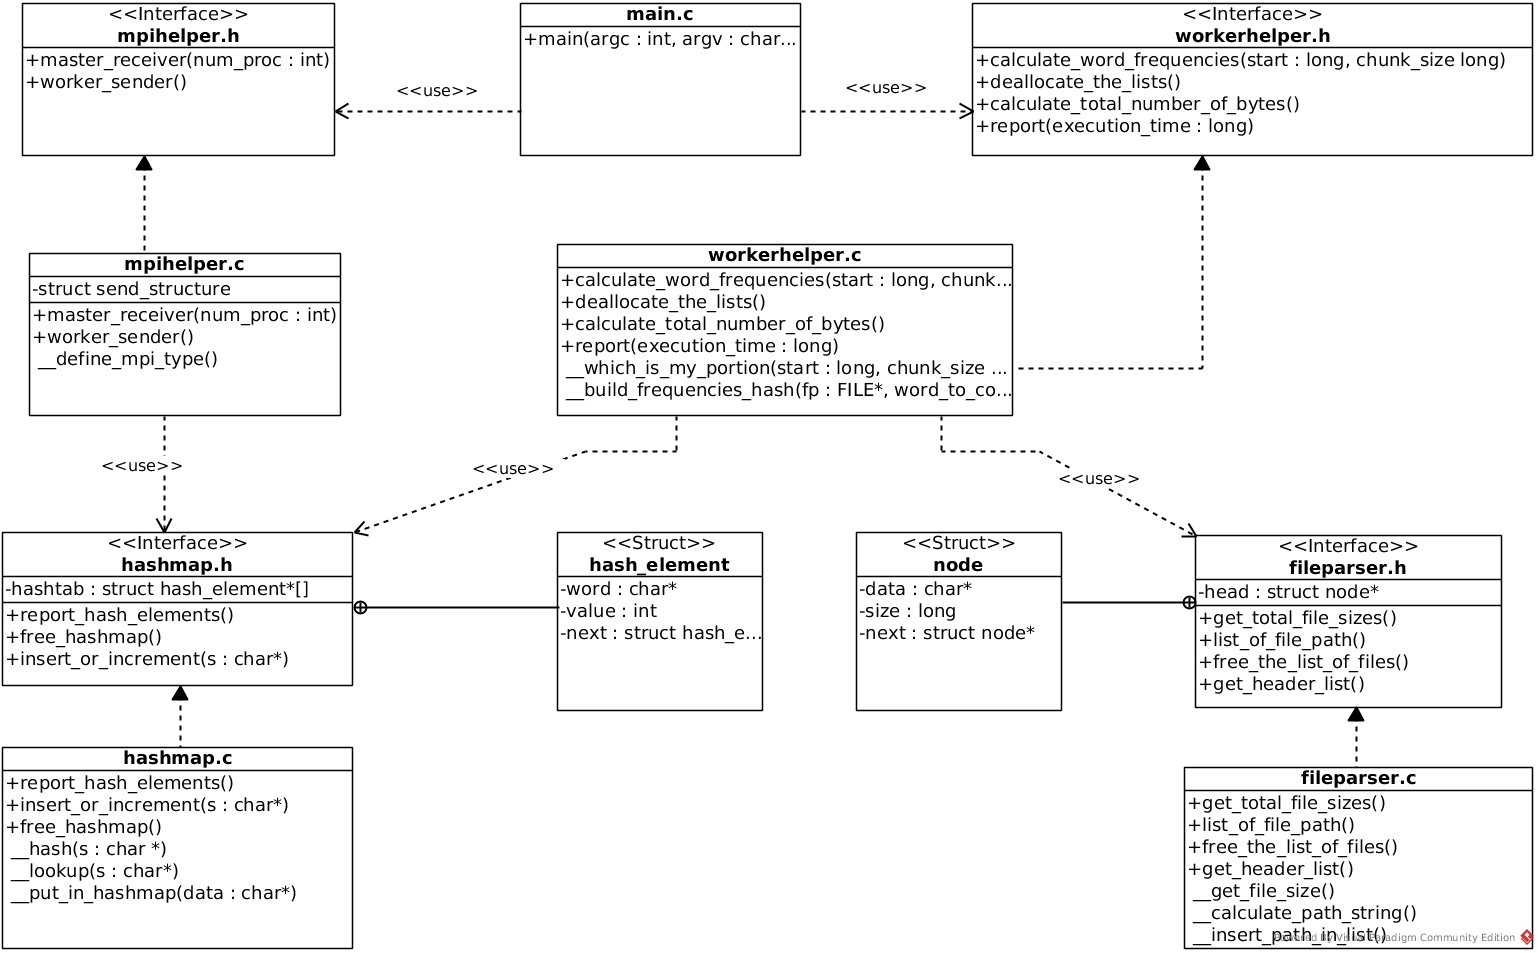 <<Interface>>
mpihelper.h
+master_receiver(num_proc : int)
+worker_sender()
main.c
+main(argc : int, argv : char...
<<Interface>>
workerhelper.h
+calculate_word_frequencies(start : long, chunk_size long)
+deallocate_the_lists()
+calculate_total_number_of_bytes()
+report(execution_time : long)
<<use>>
<<use>>
mpihelper.c
-struct send_structure
+master_receiver(num_proc : int)
+worker_sender()
__define_mpi_type()
workerhelper.c
+calculate_word_frequencies(start : long, chunk...
+deallocate_the_lists()
+calculate_total_number_of_bytes()
+report(execution_time : long)
__which_is_my_portion(start : long, chunk_size ...
__build_frequencies_hash(fp : FILE*, word_to_co...
<<use>>
<<use>>
<<use>>
<<Interface>>
hashmap.h
-hashtab : struct hash_element*[]
+report_hash_elements()
+free_hashmap()
+insert_or_increment(s : char*)
<<Struct>>
hash_element
-word : char*
-value : int
-next : struct hash_e...
<<Struct>>
node
-data : char*
-size : long
-next : struct node*
<<Interface>>
fileparser.h
-head : struct node*
+get_total_file_sizes()
+list_of_file_path()
+free_the_list_of_files()
+get_header_list()
hashmap.c
+report_hash_elements()
+insert_or_increment(s : char*)
+free_hashmap()
__hash(s : char *)
__lookup(s : char*)
__put_in_hashmap(data : char*)
fileparser.c
+get_total_file_sizes()
+list_of_file_path()
+free_the_list_of_files()
+get_header_list()
__get_file_size()
__calculate_path_string()
__insert_path_in_list()
Powered By Visual Paradigm Community Edition